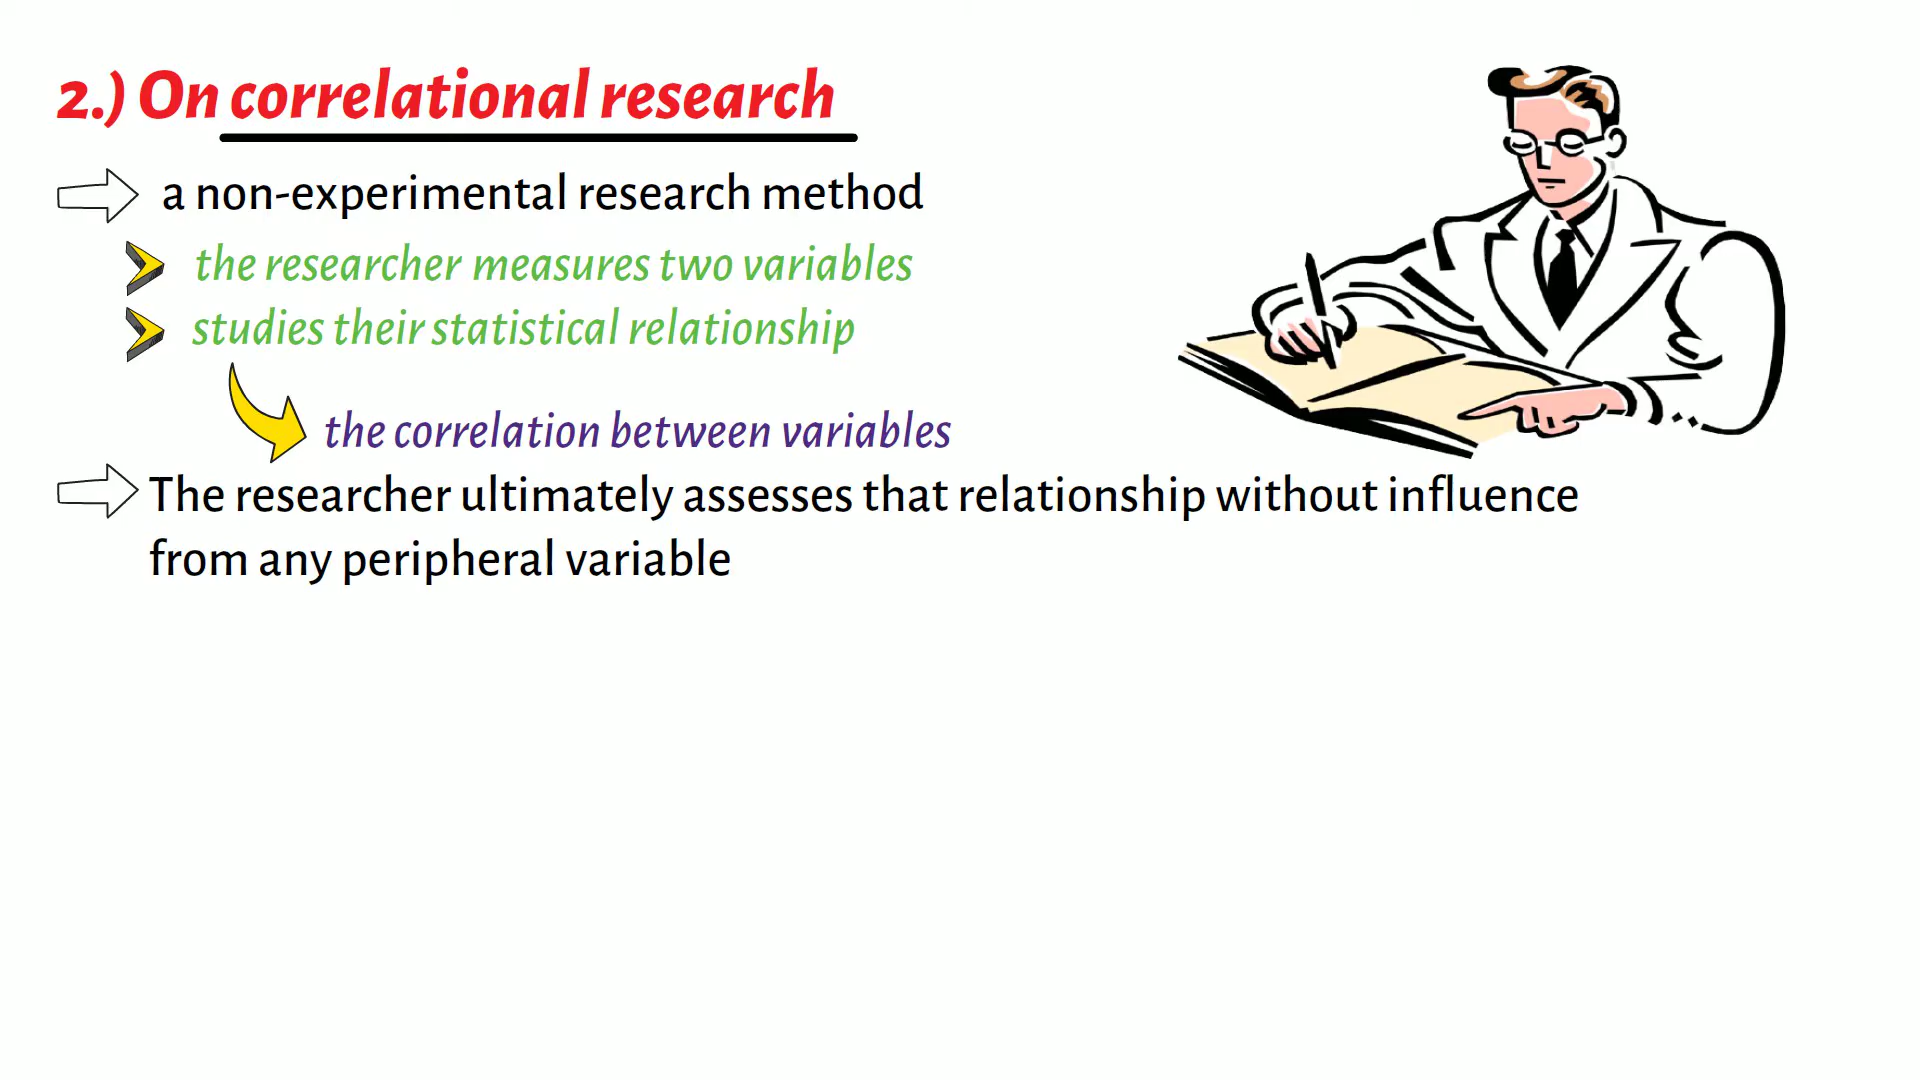 2.) On correlational research
a non-experimental research method
the researcher measures two variables
studies their statistical relationship
the correlation between variables
The researcher ultimately assesses that relationship without influence
from any peripheral variable